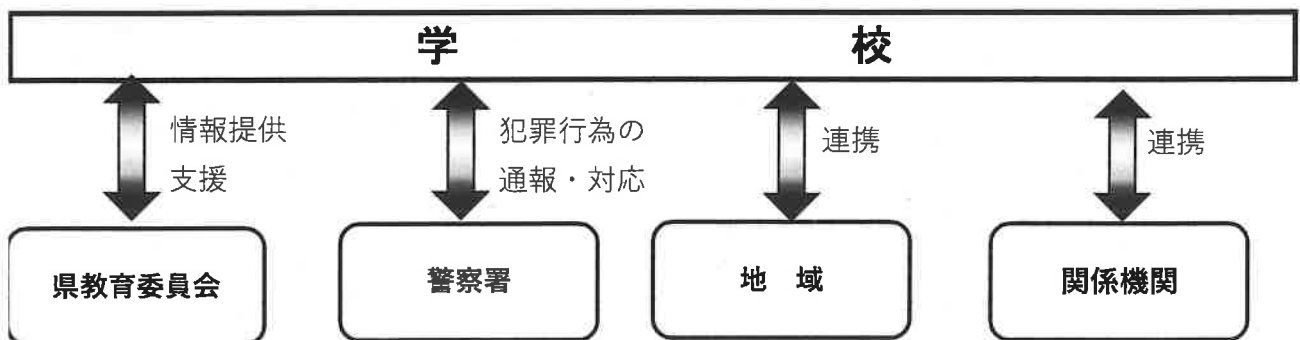 学 校
情報提供
支援
犯罪行為の
通報・対応
連携
連携
県教育委員会
警察署
地 域
関係機関